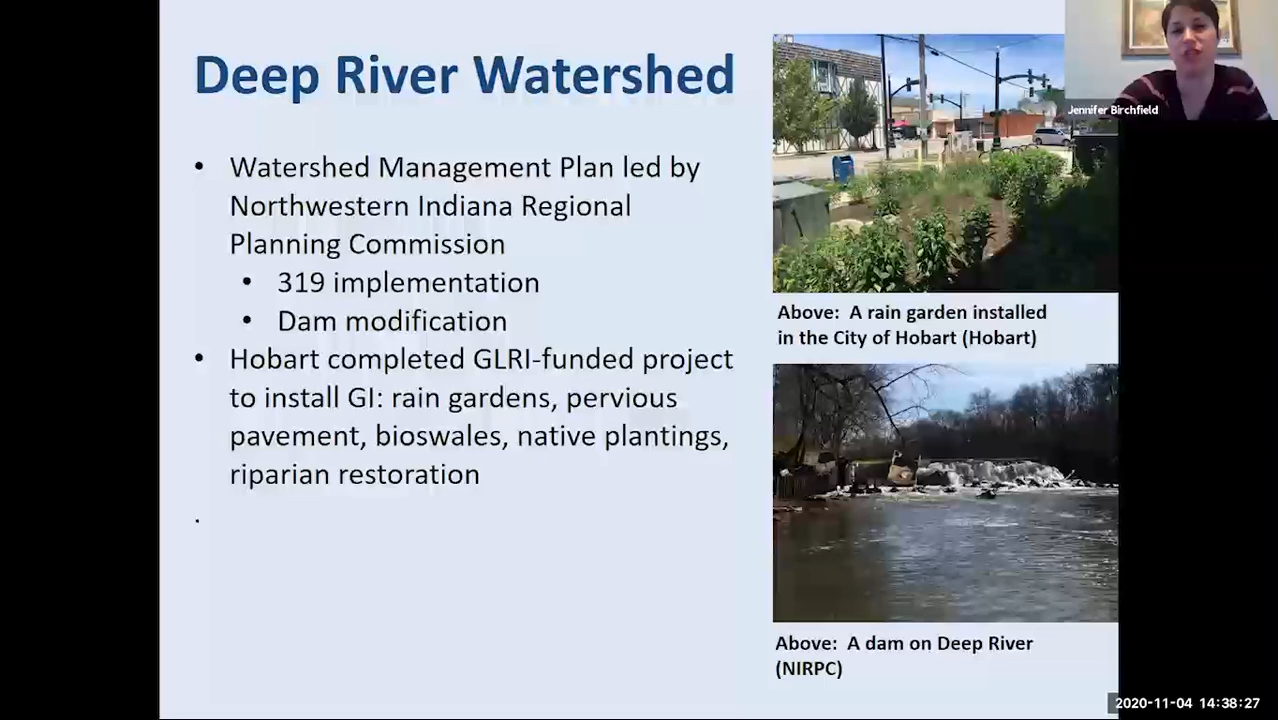 Deep River Watershed
• Watershed Management Plan led by
Northwestern Indiana Regional
Planning Commission
• 319 implementation
• Dam modification
• Hobart completed GLRI-funded project
to install GI: rain gardens, pervious
pavement, bioswales, native plantings,
riparian restoration
.
Above: A rain garden installed
in the City of Hobart (Hobart)
Above: A dam on Deep River
(NIRPC)
Jennifer Birchfield
2020-11-04 14:38:27